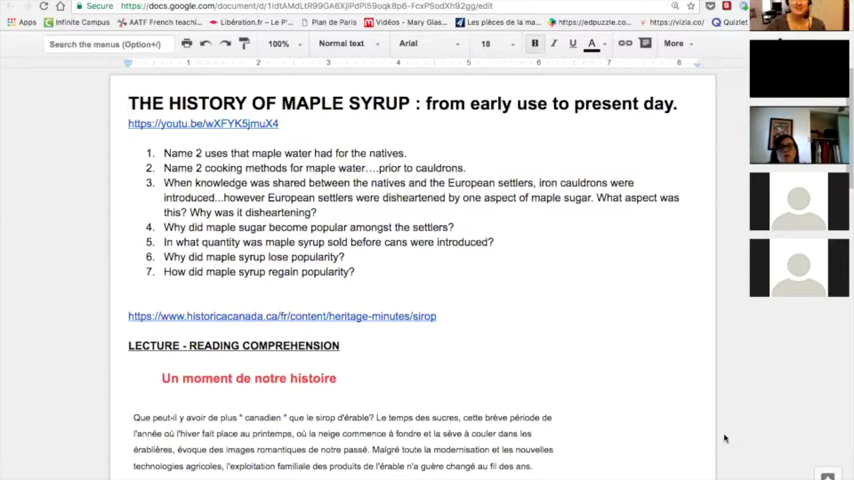 Secure
https://docs.google.com/document/d/1IdtAMdLtR99GA6XjIPdPl59oqk8p6-FcxPSodXh92gg/edit
Apps
Infinite Campus
AATF French teachi
Libération.fr - Le P'
Plan de Paris
Vidéos - Mary Glas
Les pièces de la mai
https://edpuzzle.c
https://vizia.co/
Quizlet
Search the menus (Option+/)
100%
Normal text
Arial
18
B
I
U
A
More
1
2
3
4
5
6
7
8
THE HISTORY OF MAPLE SYRUP : from early use to present day.
https://youtu.be/wXFYK5jmuX4
1. Name 2 uses that maple water had for the natives.
2. Name 2 cooking methods for maple water….prior to cauldrons.
3. When knowledge was shared between the natives and the European settlers, iron cauldrons were
introduced...however European settlers were disheartened by one aspect of maple sugar. What aspect was
this? Why was it disheartening?
4. Why did maple sugar become popular amongst the settlers?
5. In what quantity was maple syrup sold before cans were introduced?
6. Why did maple syrup lose popularity?
7. How did maple syrup regain popularity?
https://www.historicacanada.ca/fr/content/heritage-minutes/sirop
LECTURE - READING COMPREHENSION
Un moment de notre histoire
Que peut-il y avoir de plus " canadien " que le sirop d'érable? Le temps des sucres, cette brève période de
l'année où l'hiver fait place au printemps, où la neige commence à fondre et la sève à couler dans les
érablières, évoque des images romantiques de notre passé. Malgré toute la modernisation et les nouvelles
technologies agricoles, l'exploitation familiale des produits de l'érable n'a guère changé au fil des ans.